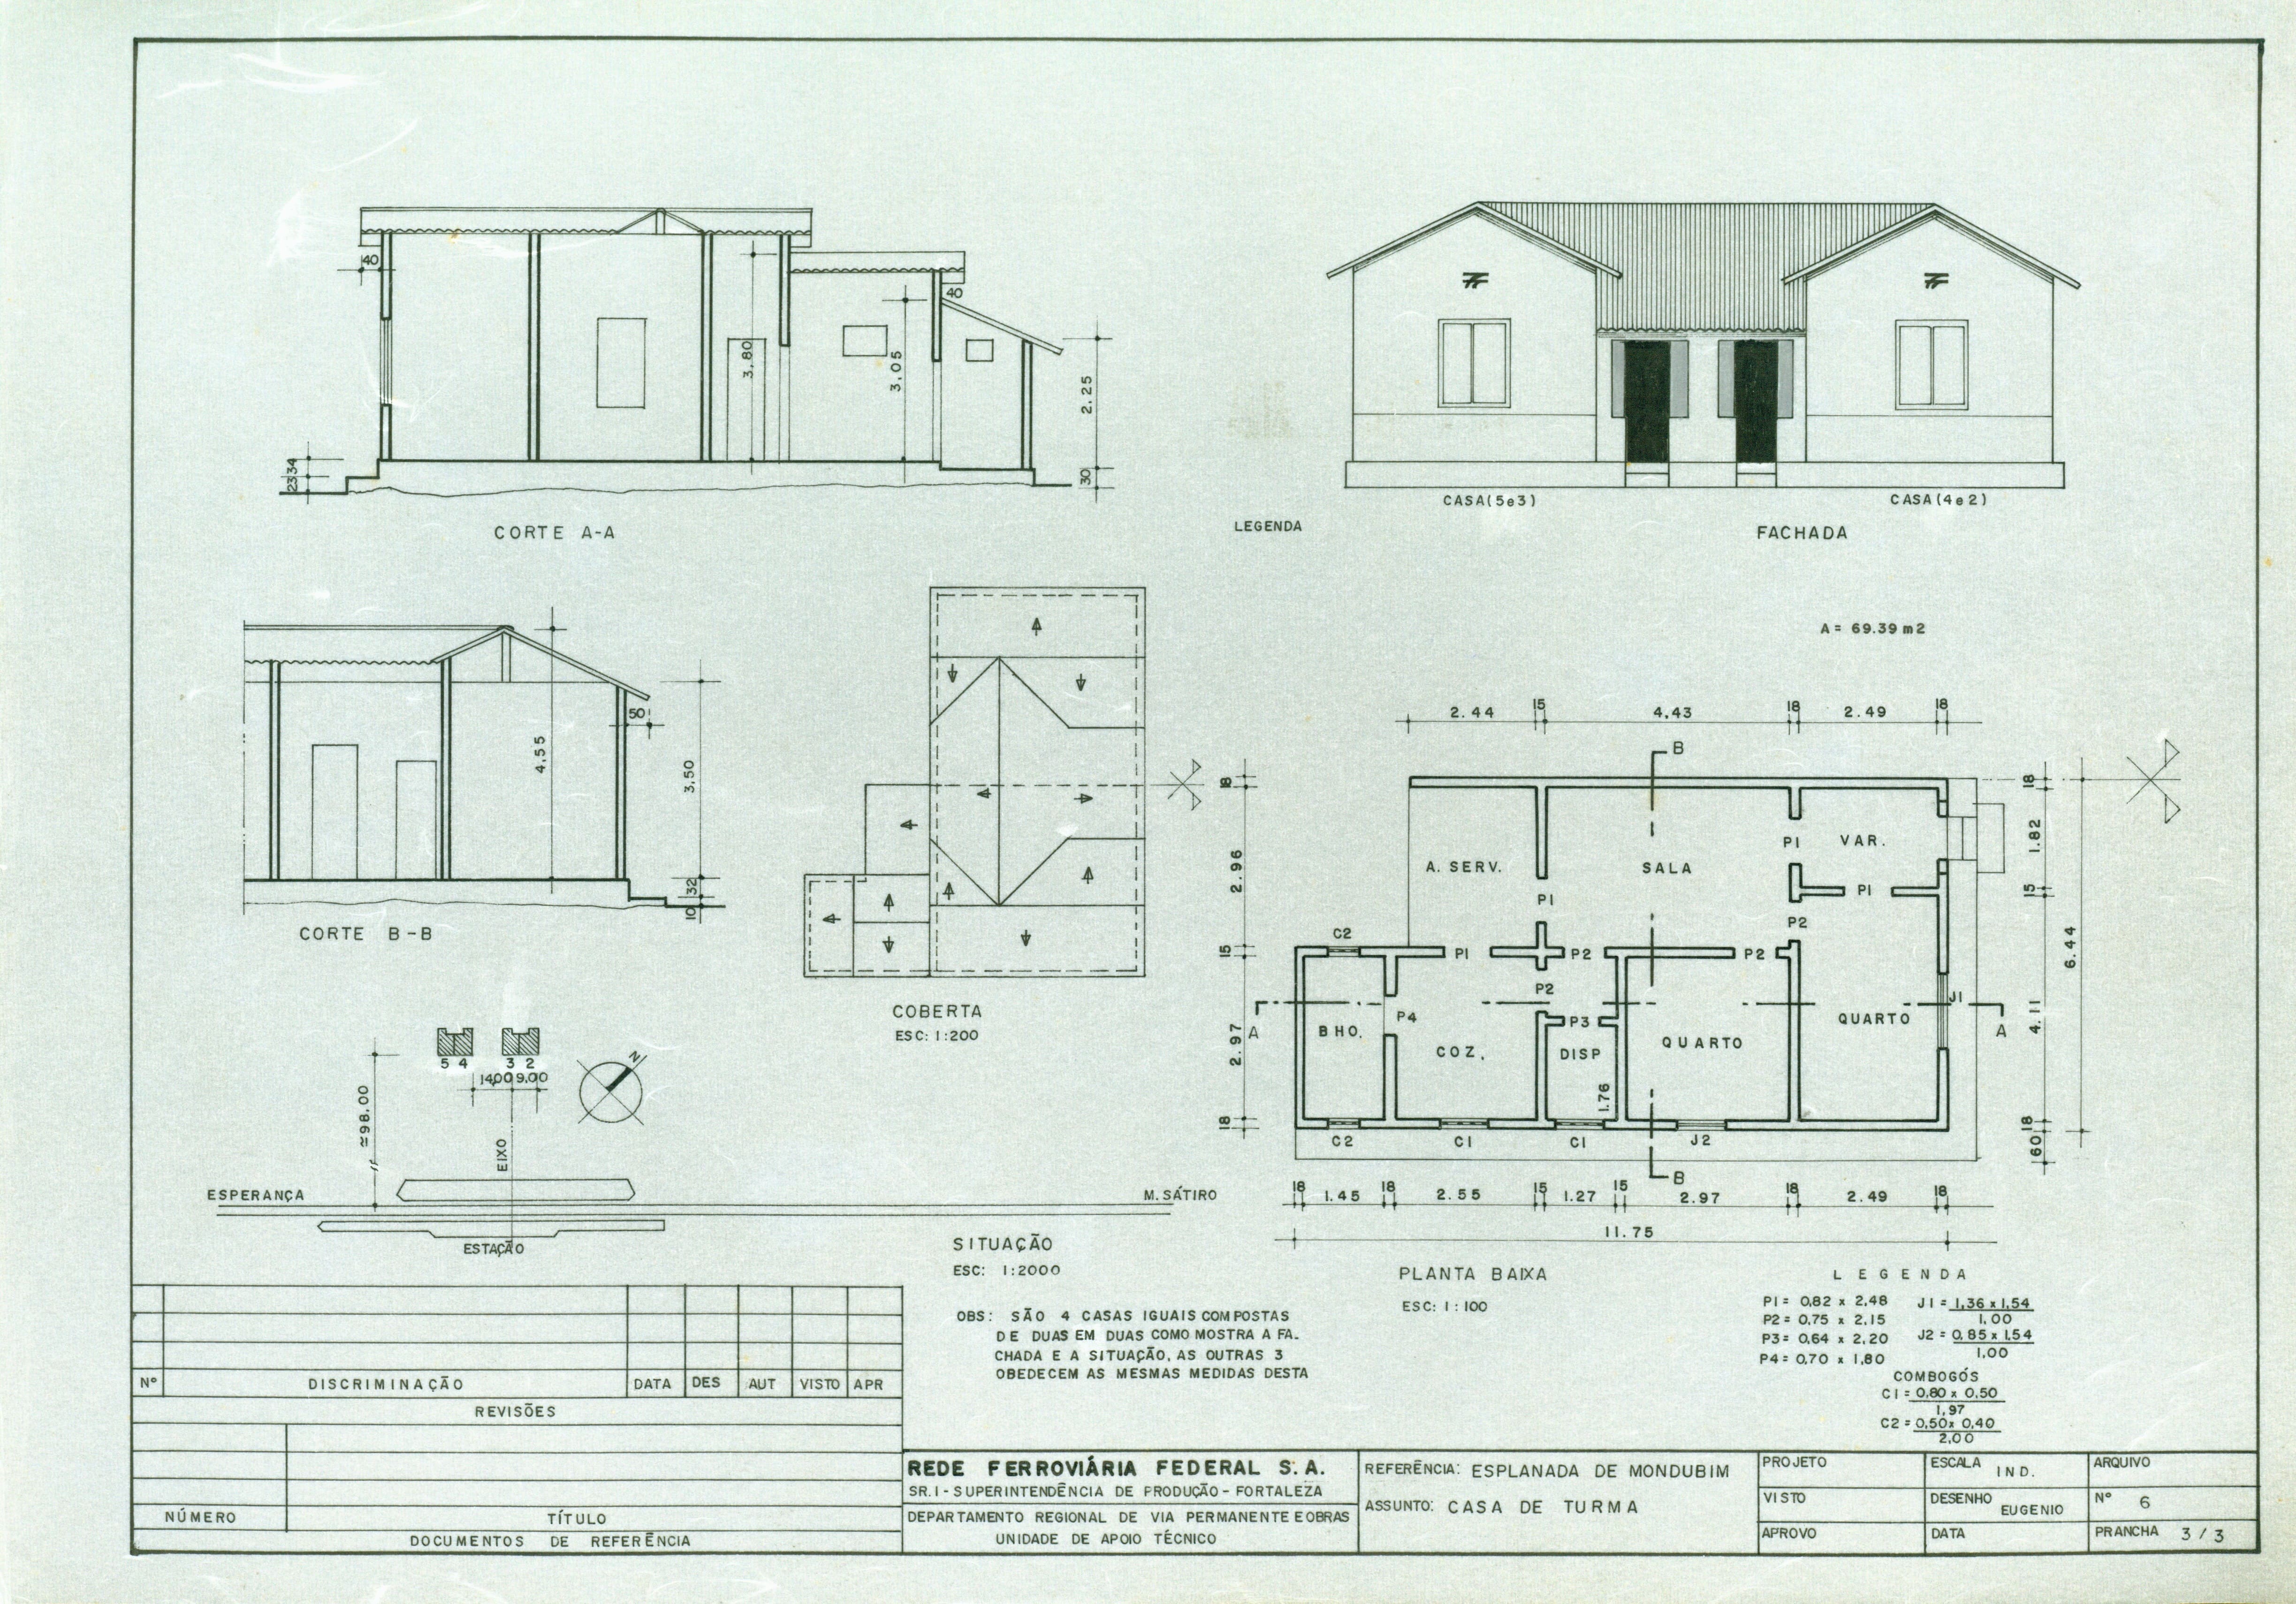 40
3,80
3,05
40
2,25
30
34
23
CORTE A-A
CASA(5e3)
CASA(4e2)
LEGENDA
FACHADA
4,55
50
3,50
32
10
CORTE B-B
COBERTA
ESC: 1:200
A= 69.39 m2
2.44 15 4,43 18 2.49 18
B
18
2.96
15
2.97
18
18
1.82
15
6.44
4.11
18
60
A. SERV.
SALA
P1
VAR.
P1
P1
P2
C2
P1
P2
P2
P2
J1
A
BHO.
P4
COZ.
P3
DISP
1.76
QUARTO
QUARTO
A
C2
C1
C1
J2
B
18 1.45 18 2.55 15 1.27 15 2.97 18 2.49 18
11.75
PLANTA BAIXA
ESC: 1:100
5 4 3 2
14,00 9,00
N
≃98,00
EIXO
ESPERANÇA
M. SÁTIRO
ESTAÇÃO
SITUAÇÃO
ESC: 1:2000
OBS: SÃO 4 CASAS IGUAIS COMPOSTAS
DE DUAS EM DUAS COMO MOSTRA A FA-
CHADA E A SITUAÇÃO, AS OUTRAS 3
OBEDECEM AS MESMAS MEDIDAS DESTA
LEGENDA
P1= 0,82 x 2,48
P2= 0,75 x 2,15
P3= 0,64 x 2,20
P4= 0,70 x 1,80
J1= 1,36 x 1,54
1,00
J2= 0,85 x 1,54
1,00
COMBOGÓS
C1= 0,80 x 0,50
1,97
C2= 0,50x 0,40
2,00
Nº DISCRIMINAÇÃO DATA DES AUT VISTO APR
REVISÕES
NÚMERO TÍTULO
DOCUMENTOS DE REFERÊNCIA
REDE FERROVIÁRIA FEDERAL S.A.
SR.1-SUPERINTENDÊNCIA DE PRODUÇÃO-FORTALEZA
DEPARTAMENTO REGIONAL DE VIA PERMANENTE E OBRAS
UNIDADE DE APOIO TÉCNICO
REFERÊNCIA: ESPLANADA DE MONDUBIM
ASSUNTO: CASA DE TURMA
PROJETO
VISTO
APROVO
ESCALA IND.
DESENHO EUGENIO
DATA
ARQUIVO
Nº 6
PRANCHA 3/3